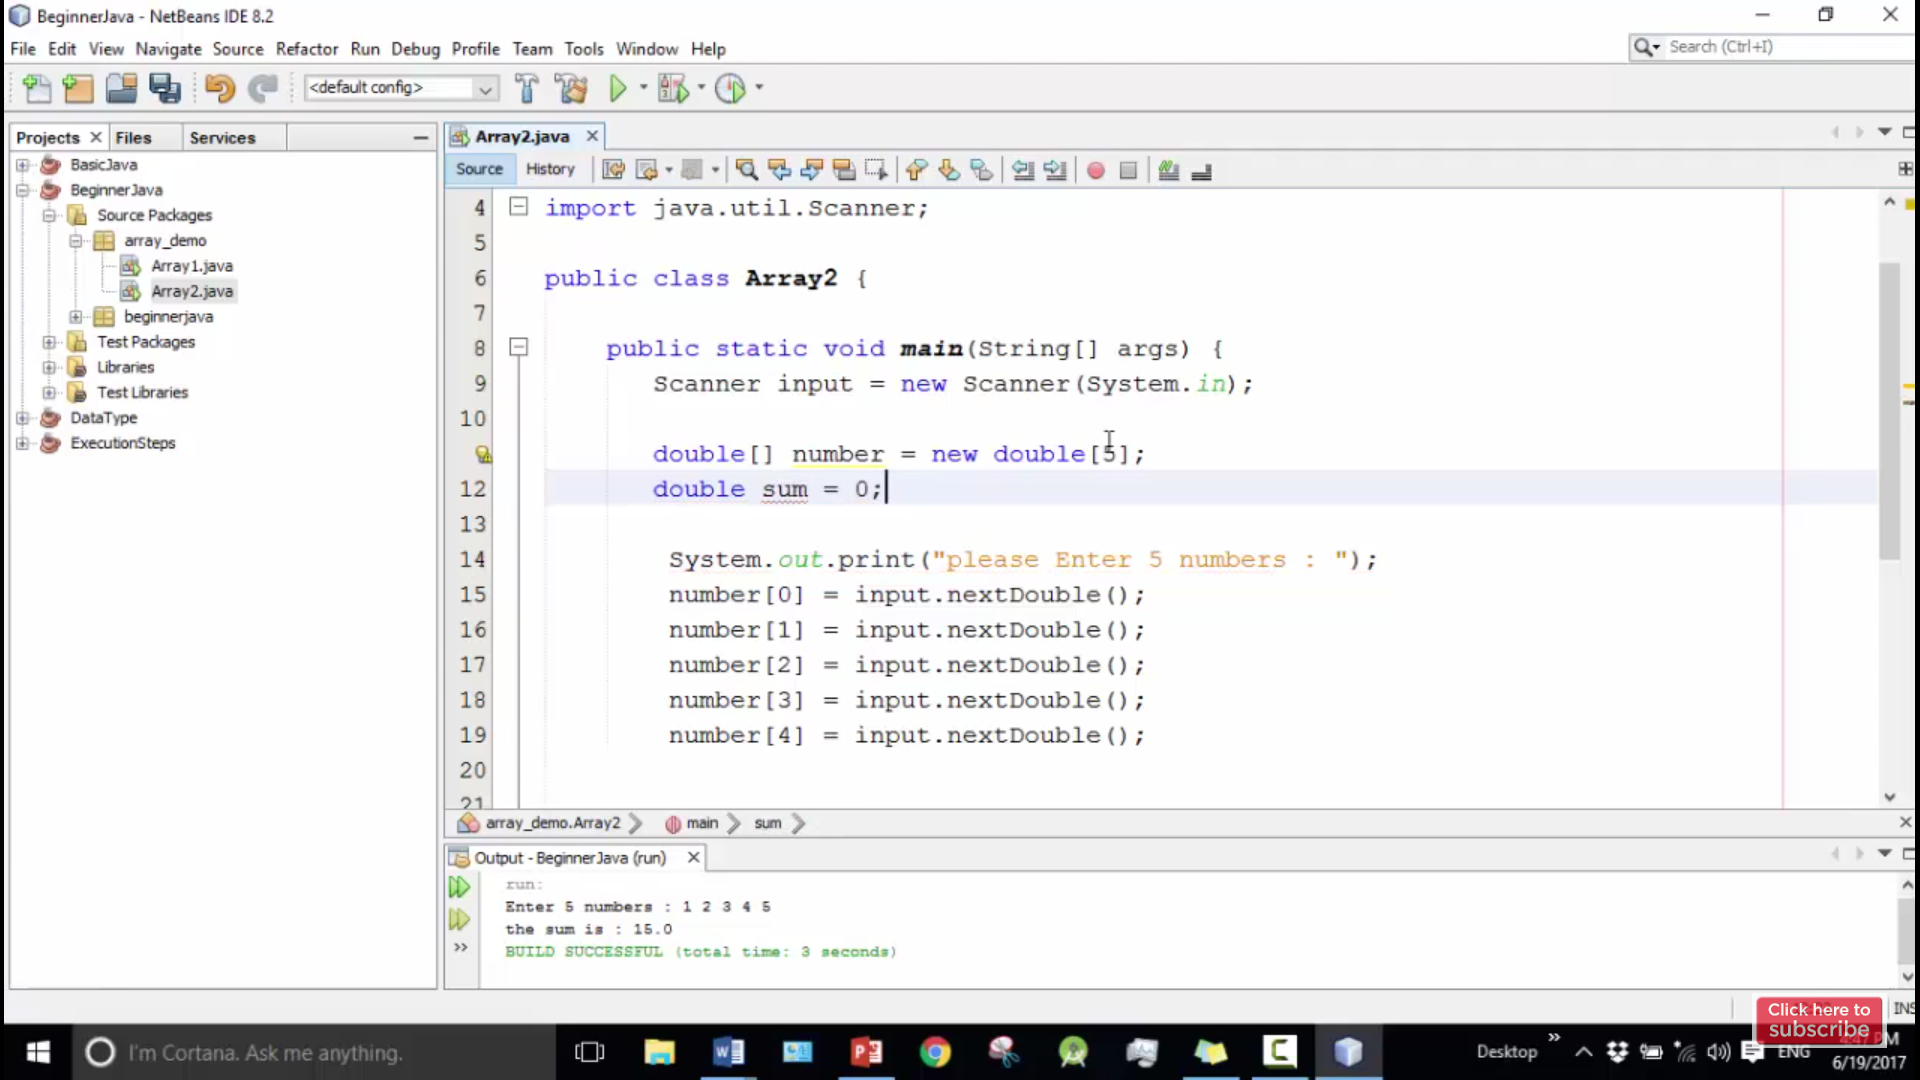 BeginnerJava - NetBeans IDE 8.2
File Edit View Navigate Source Refactor Run Debug Profile Team Tools Window Help
Search (Ctrl+I)
<default config>
Projects Files Services
Array2.java
BasicJava
BeginnerJava
Source Packages
array_demo
Array1.java
Array2.java
beginnerjava
Test Packages
Libraries
Test Libraries
DataType
ExecutionSteps
Source History
4 import java.util.Scanner;
5
6 public class Array2 {
7
8 public static void main(String[] args) {
9 Scanner input = new Scanner(System.in);
10
double[] number = new double[5];
12 double sum = 0;
13
14 System.out.print("please Enter 5 numbers : ");
15 number[0] = input.nextDouble();
16 number[1] = input.nextDouble();
17 number[2] = input.nextDouble();
18 number[3] = input.nextDouble();
19 number[4] = input.nextDouble();
20
21
array_demo.Array2 main sum
Output - BeginnerJava (run)
run:
Enter 5 numbers : 1 2 3 4 5
the sum is : 15.0
BUILD SUCCESSFUL (total time: 3 seconds)
INS
Click here to
subscribe
I'm Cortana. Ask me anything.
Desktop
ENG
6/19/2017